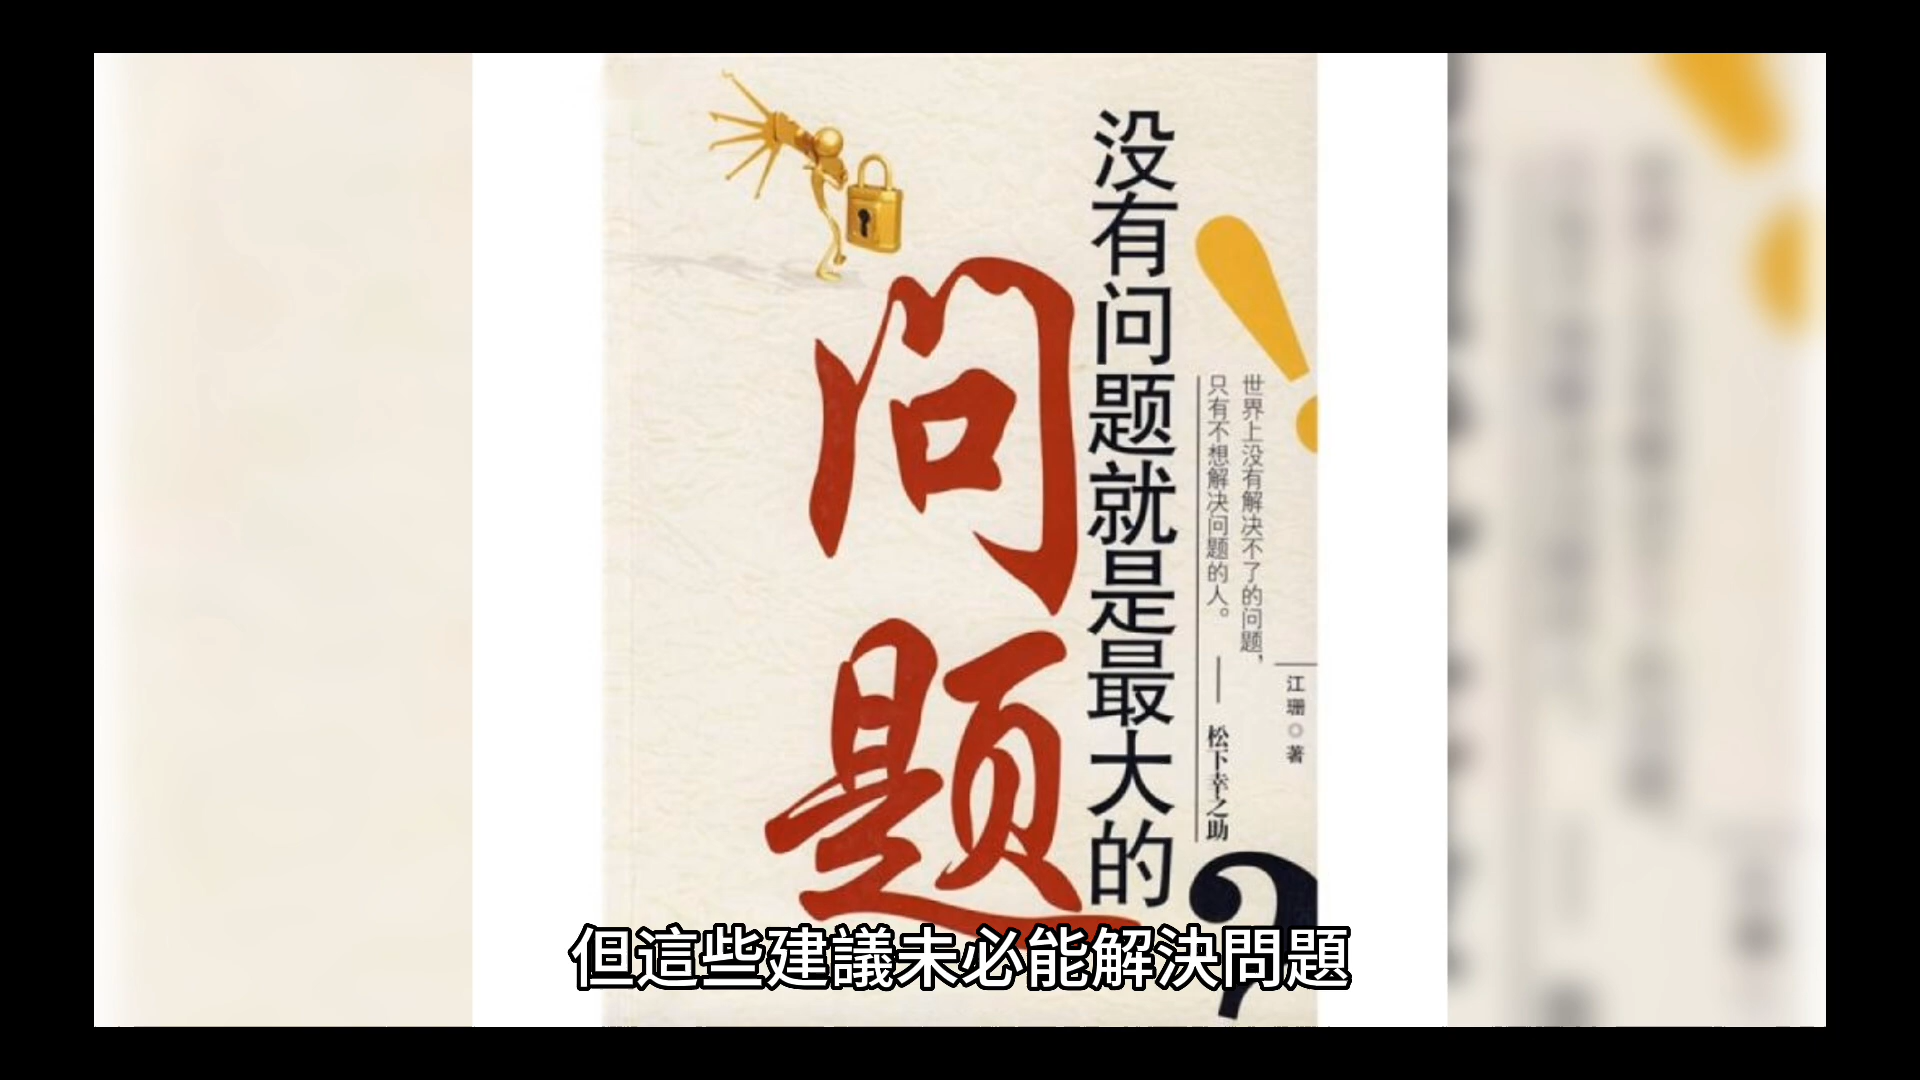 世界上没有解决不了的问题，
只有不想解决问题的人。
—— 松下幸之助
江珊◎著
没有问题就是最大的
问题
!
?
但這些建議未必能解決問題